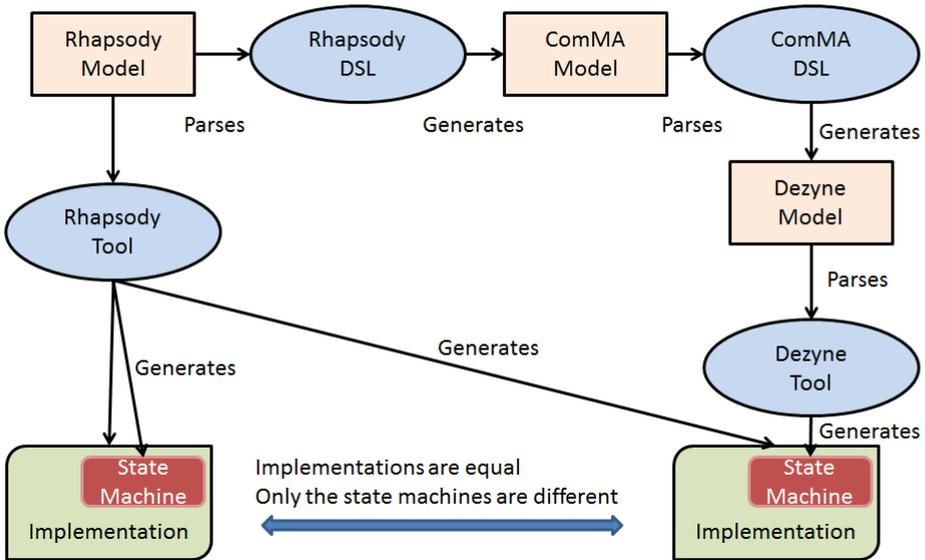 Rhapsody
Model
Rhapsody
DSL
ComMA
Model
ComMA
DSL
Parses
Generates
Parses
Generates
Rhapsody
Tool
Dezyne
Model
Parses
Generates
Generates
Dezyne
Tool
Generates
State
Machine
Implementation
Implementations are equal
Only the state machines are different
State
Machine
Implementation